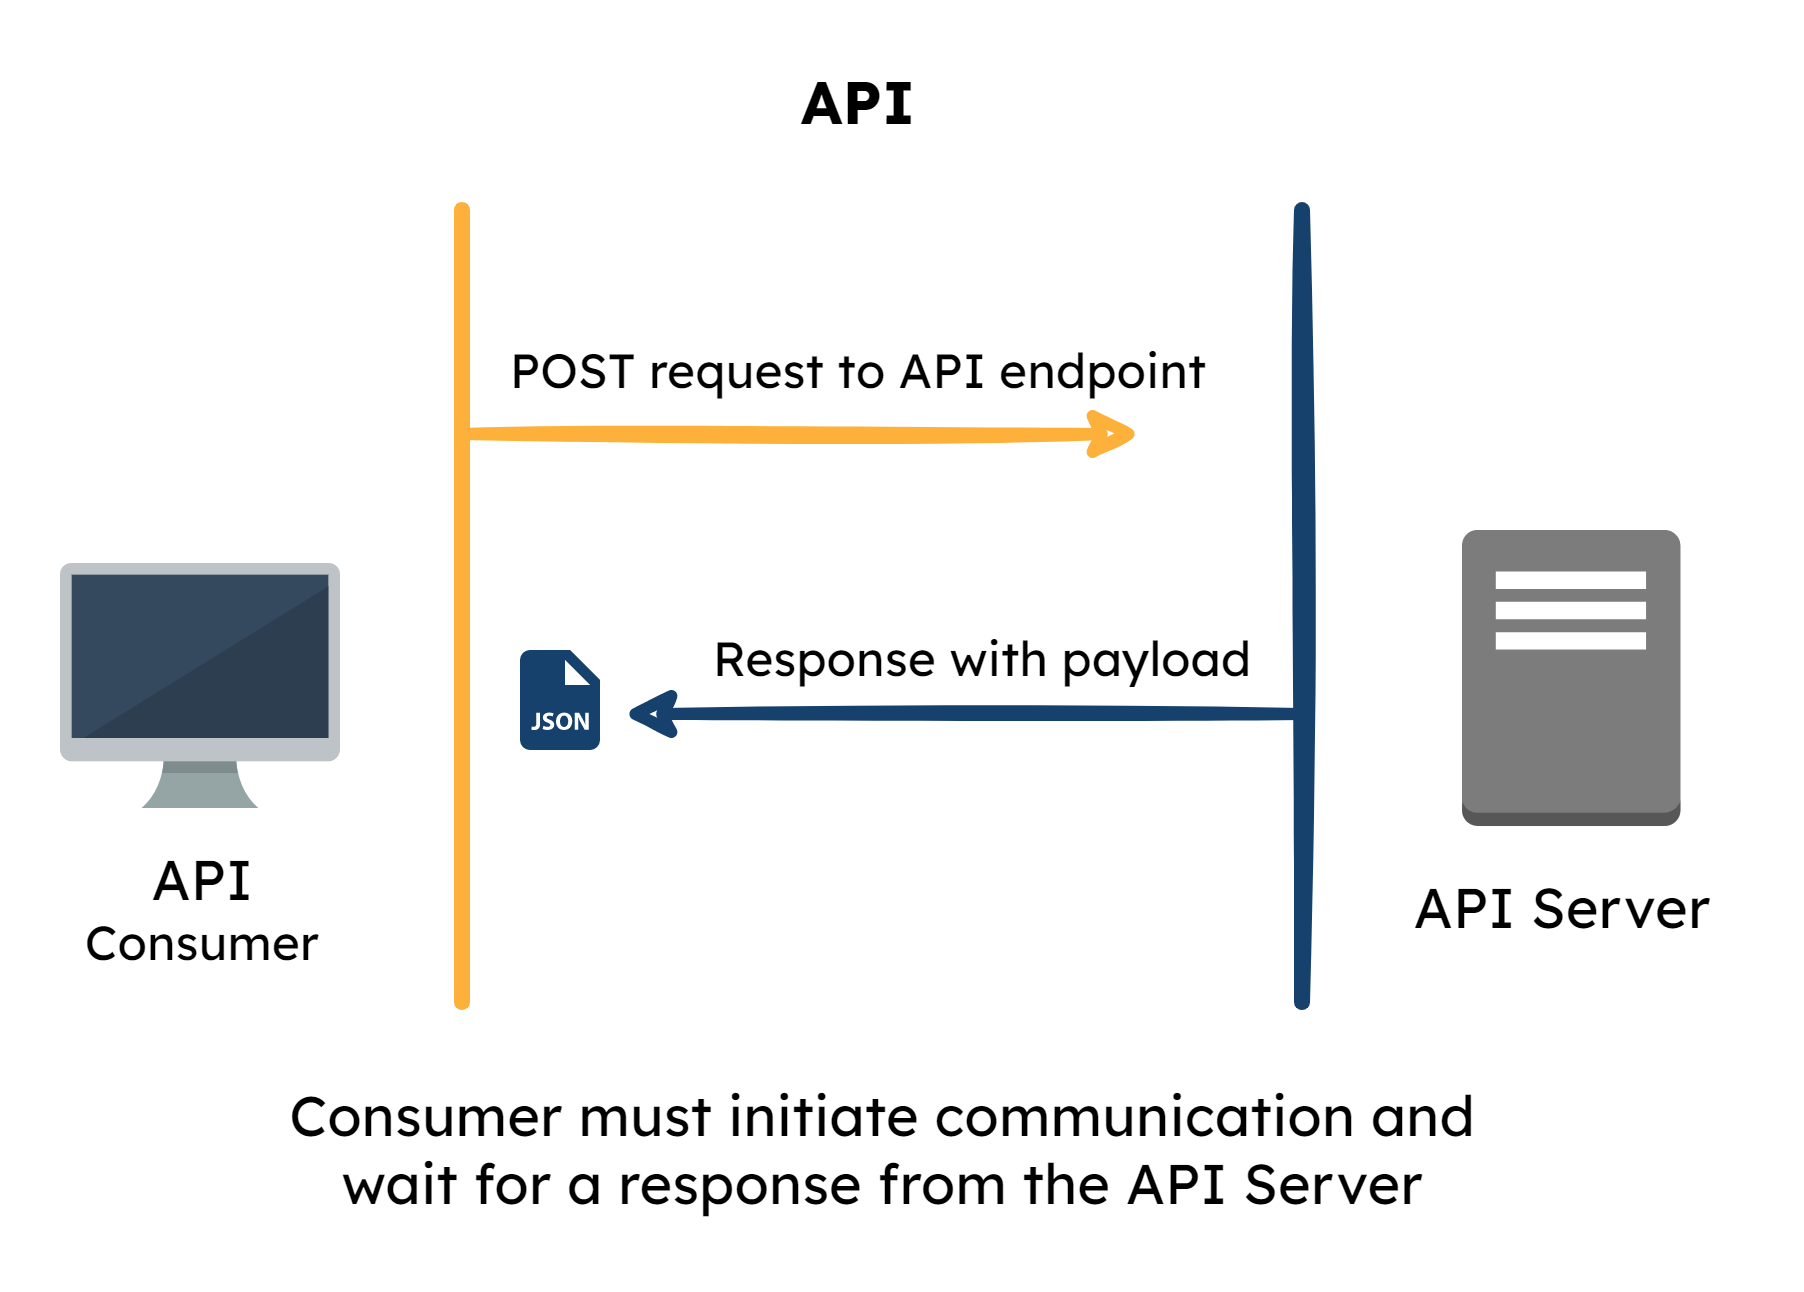 API
POST request to API endpoint
Response with payload
JSON
API
Consumer
API Server
Consumer must initiate communication and
wait for a response from the API Server